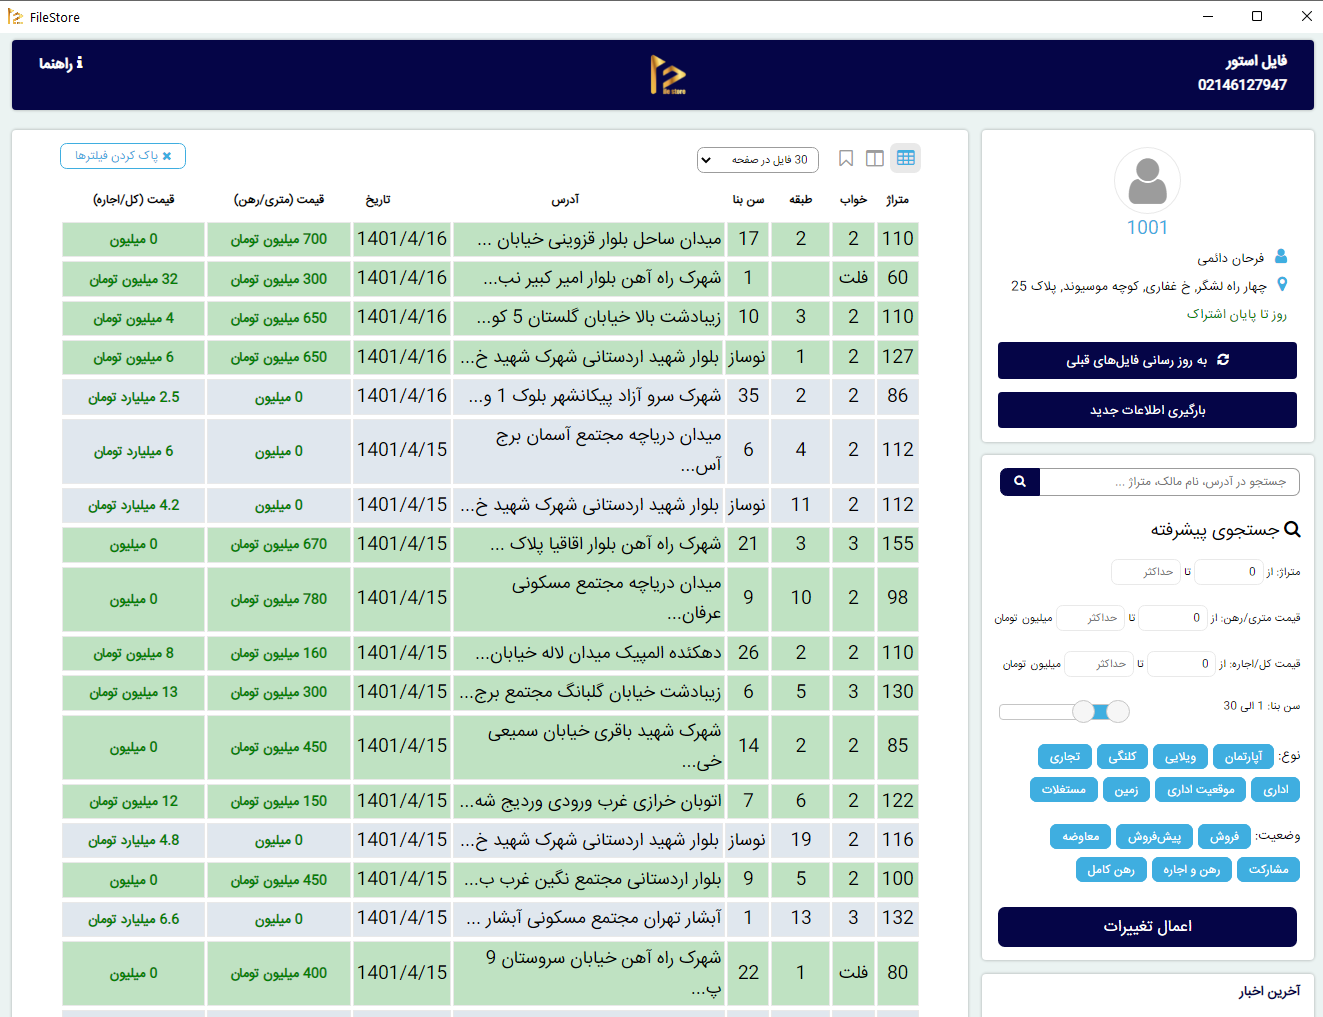 FileStore
فایل استور
02146127947
file store
راهنما
1001
فرحان دائمی
چهار راه لشگر, خ غفاری, کوچه موسیوند, پلاک 25
روز تا پایان اشتراک
به روز رسانی فایل‌های قبلی
بارگیری اطلاعات جدید
جستجو در آدرس، نام مالک، متراژ ...
جستجوی پیشرفته
متراژ: از 0 تا حداکثر
قیمت متری/رهن: از 0 تا حداکثر میلیون تومان
قیمت کل/اجاره: از 0 تا حداکثر میلیون تومان
سن بنا: 1 الی 30
نوع: آپارتمان ویلایی کلنگی تجاری
اداری موقعیت اداری زمین مستغلات
وضعیت: فروش پیش‌فروش معاوضه
مشارکت رهن و اجاره رهن کامل
اعمال تغییرات
آخرین اخبار
30 فایل در صفحه
پاک کردن فیلترها
متراژ خواب طبقه سن بنا آدرس تاریخ قیمت (متری/رهن) قیمت (کل/اجاره)
110 2 2 17 میدان ساحل بلوار قزوینی خیابان ... 1401/4/16 700 میلیون تومان 0 میلیون
60 فلت 1 شهرک راه آهن بلوار امیر کبیر نب... 1401/4/16 300 میلیون تومان 32 میلیون تومان
110 2 3 10 زیبادشت بالا خیابان گلستان 5 کو... 1401/4/16 650 میلیون تومان 4 میلیون تومان
127 2 1 نوساز بلوار شهید اردستانی شهرک شهید خ... 1401/4/16 650 میلیون تومان 6 میلیون تومان
86 2 2 35 شهرک سرو آزاد پیکانشهر بلوک 1 و... 1401/4/16 0 میلیون 2.5 میلیارد تومان
112 2 4 6 میدان دریاچه مجتمع آسمان برج
آس... 1401/4/15 0 میلیون 6 میلیارد تومان
112 2 11 نوساز بلوار شهید اردستانی شهرک شهید خ... 1401/4/15 0 میلیون 4.2 میلیارد تومان
155 3 3 21 شهرک راه آهن بلوار اقاقیا پلاک ... 1401/4/15 670 میلیون تومان 0 میلیون
98 2 10 9 میدان دریاچه مجتمع مسکونی
عرفان... 1401/4/15 780 میلیون تومان 0 میلیون
110 2 2 26 دهکده المپیک میدان لاله خیابان... 1401/4/15 160 میلیون تومان 8 میلیون تومان
130 3 5 6 زیبادشت خیابان گلبانگ مجتمع برج... 1401/4/15 300 میلیون تومان 13 میلیون تومان
85 2 2 14 شهرک شهید باقری خیابان سمیعی
خی... 1401/4/15 450 میلیون تومان 0 میلیون
122 2 6 7 اتوبان خرازی غرب ورودی وردیج شه... 1401/4/15 150 میلیون تومان 12 میلیون تومان
116 2 19 نوساز بلوار شهید اردستانی شهرک شهید خ... 1401/4/15 0 میلیون 4.8 میلیارد تومان
100 2 5 9 بلوار اردستانی مجتمع نگین غرب ب... 1401/4/15 450 میلیون تومان 0 میلیون
132 3 13 1 آبشار تهران مجتمع مسکونی آبشار ... 1401/4/15 0 میلیون 6.6 میلیارد تومان
80 فلت 1 22 شهرک راه آهن خیابان سروستان 9
پ... 1401/4/15 400 میلیون تومان 0 میلیون